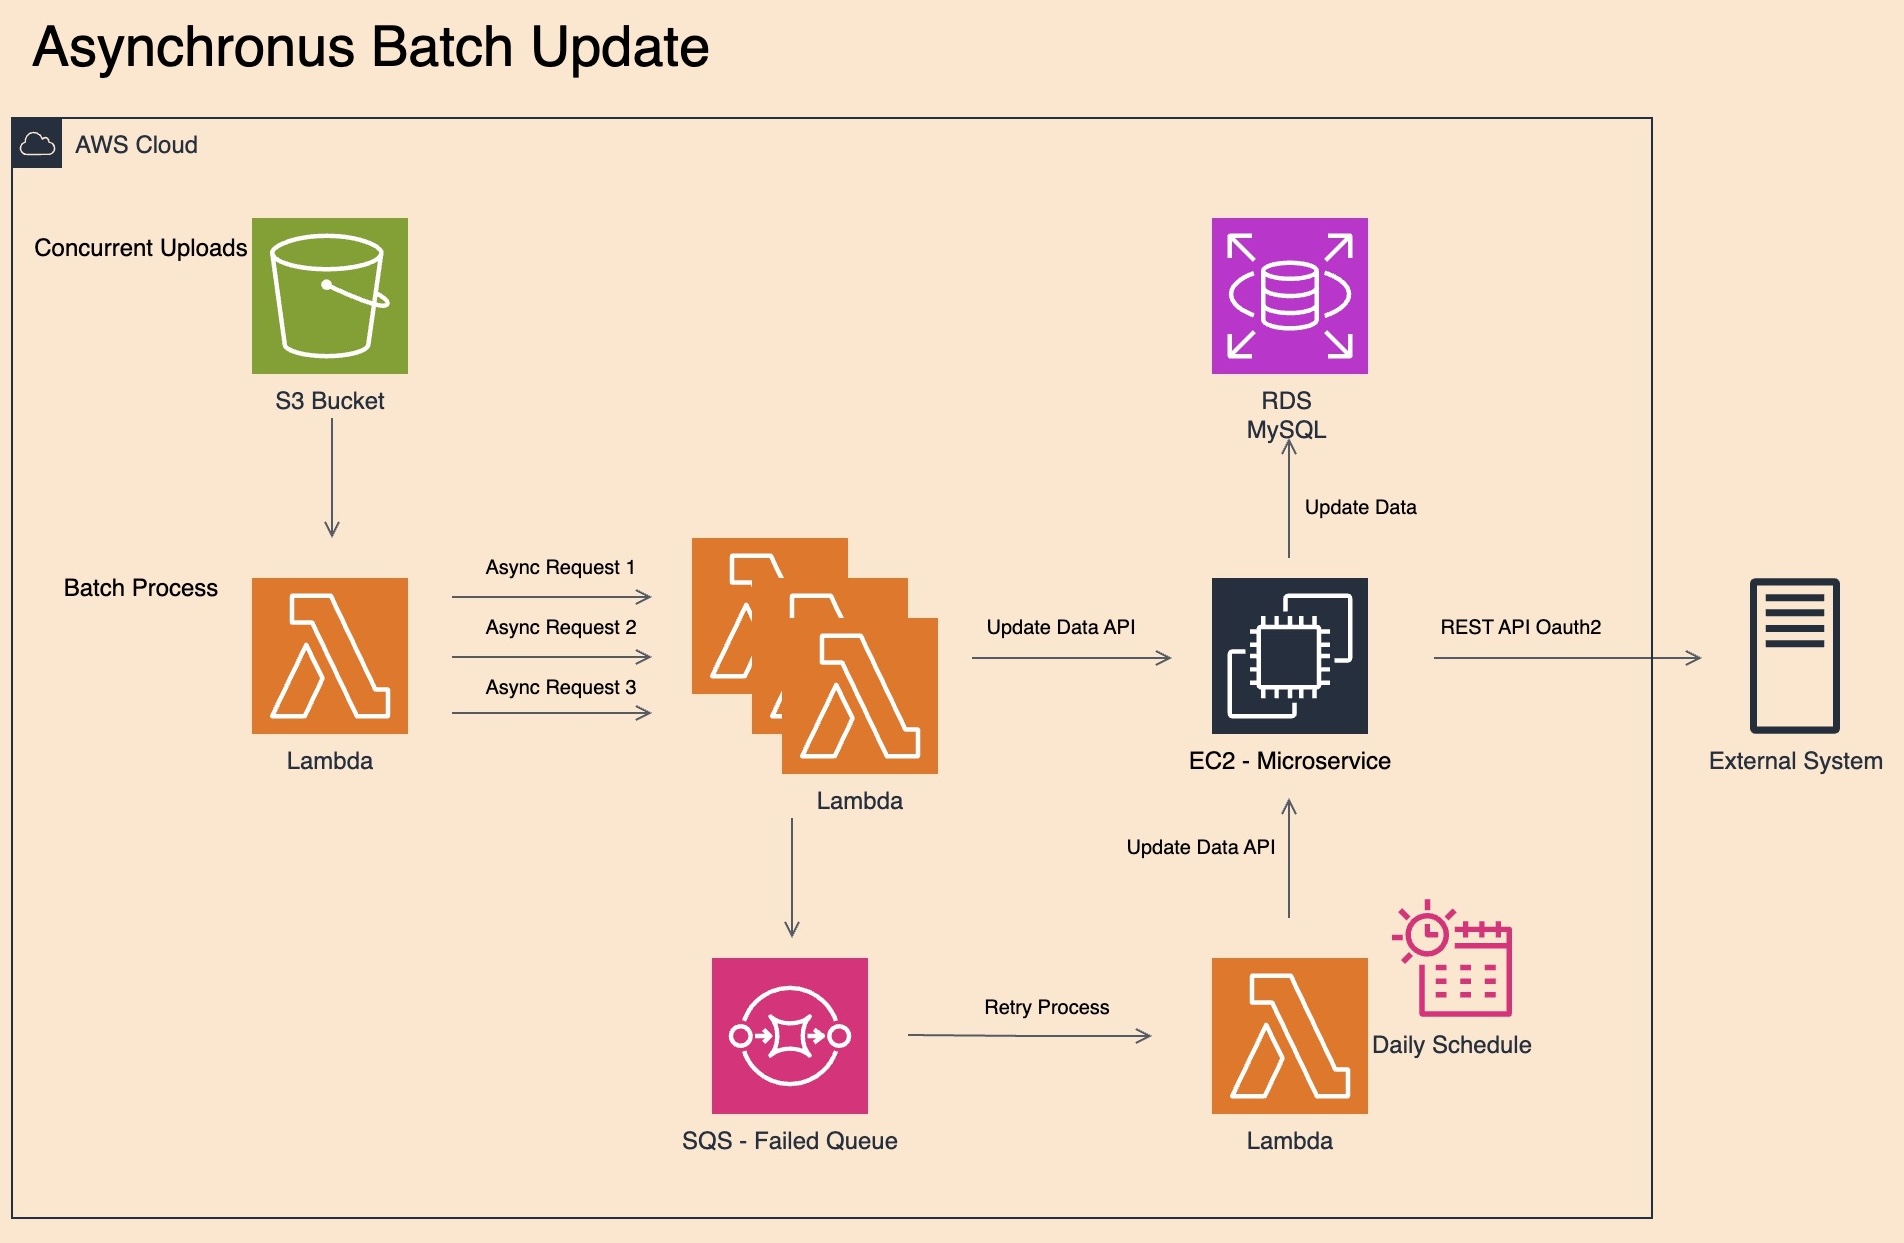 Asynchronus Batch Update
AWS Cloud
Concurrent Uploads
S3 Bucket
RDS
MySQL
Update Data
Batch Process
Async Request 1
Async Request 2
Async Request 3
Update Data API
REST API Oauth2
Lambda
Lambda
EC2 - Microservice
External System
Update Data API
Retry Process
Daily Schedule
SQS - Failed Queue
Lambda